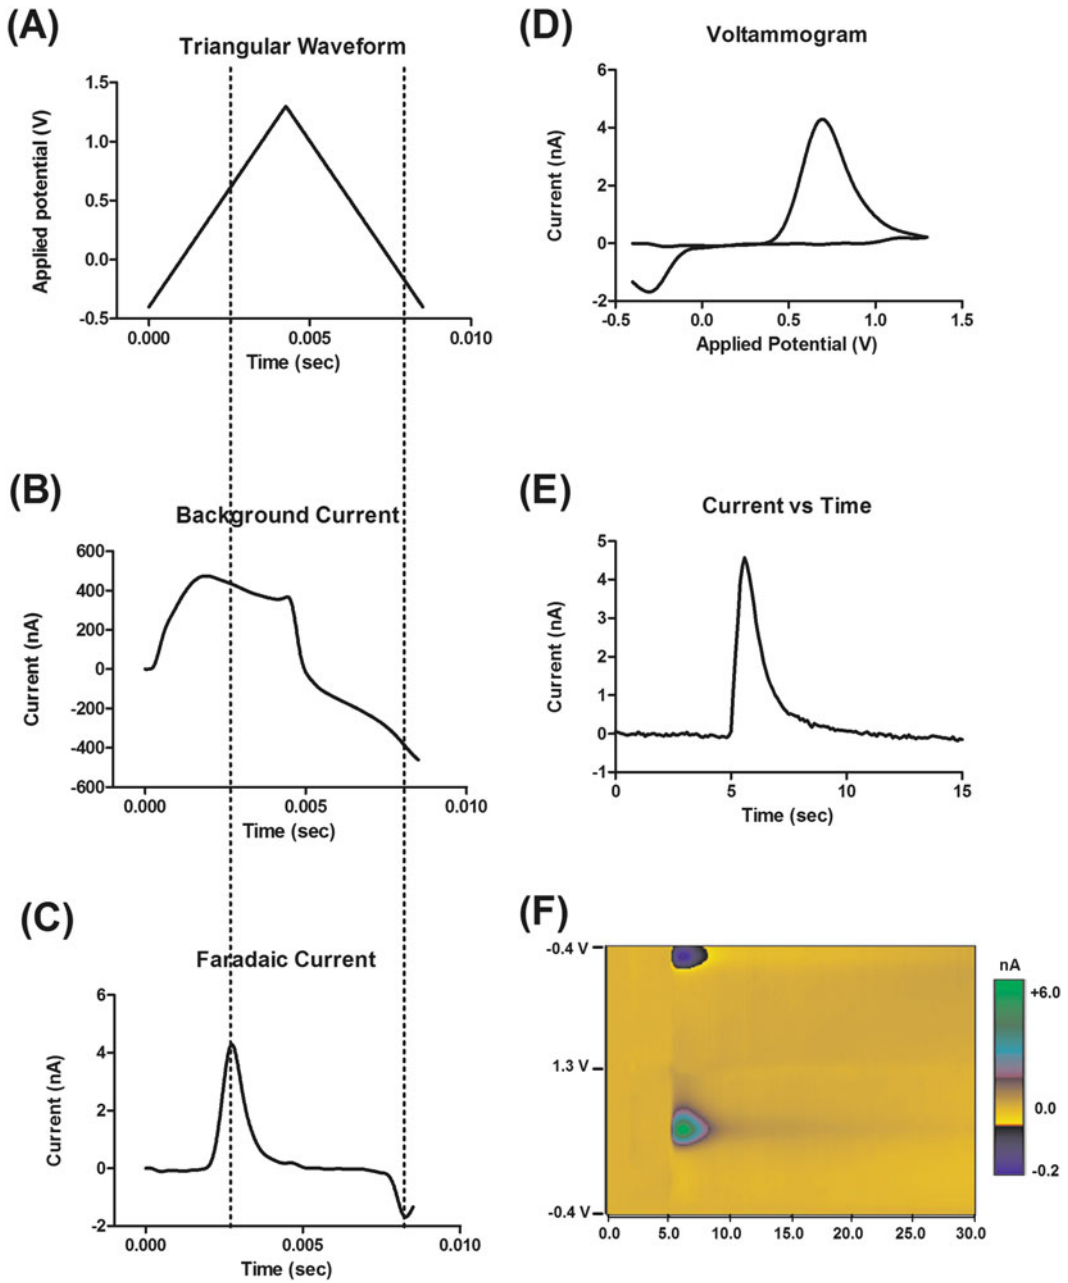 (A)
Triangular Waveform
Applied potential (V)
1.5
1.0
0.5
0.0
-0.5
0.000 0.005 0.010
Time (sec)
(B)
Background Current
Current (nA)
600
400
200
0
-200
-400
-600
0.000 0.005 0.010
Time (sec)
(C)
Faradaic Current
Current (nA)
6
4
2
0
-2
0.000 0.005 0.010
Time (sec)
(D)
Voltammogram
Current (nA)
6
4
2
0
-2
-0.5 0.0 0.5 1.0 1.5
Applied Potential (V)
(E)
Current vs Time
Current (nA)
5
4
3
2
1
0
-1
0 5 10 15
Time (sec)
(F)
-0.4 V
1.3 V
-0.4 V
0.0 5.0 10.0 15.0 20.0 25.0 30.0
nA
+6.0
0.0
-0.2